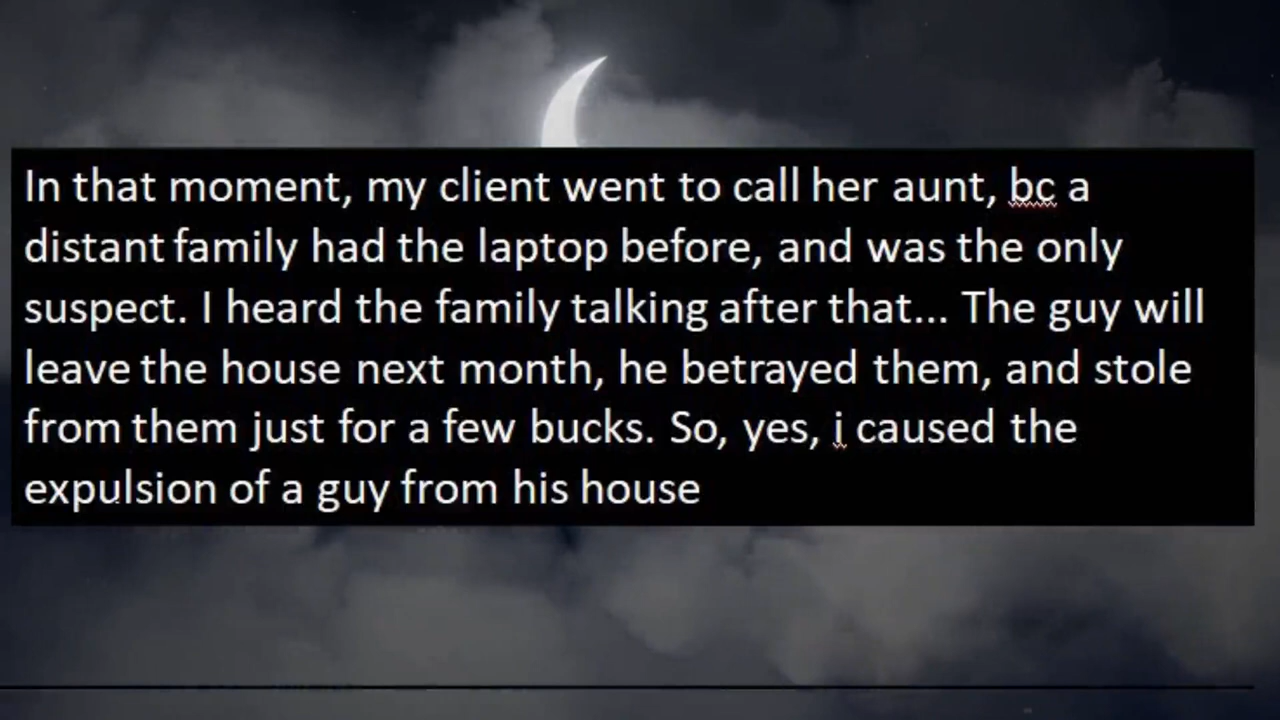 In that moment, my client went to call her aunt, bc a
distant family had the laptop before, and was the only
suspect. I heard the family talking after that... The guy will
leave the house next month, he betrayed them, and stole
from them just for a few bucks. So, yes, i caused the
expulsion of a guy from his house